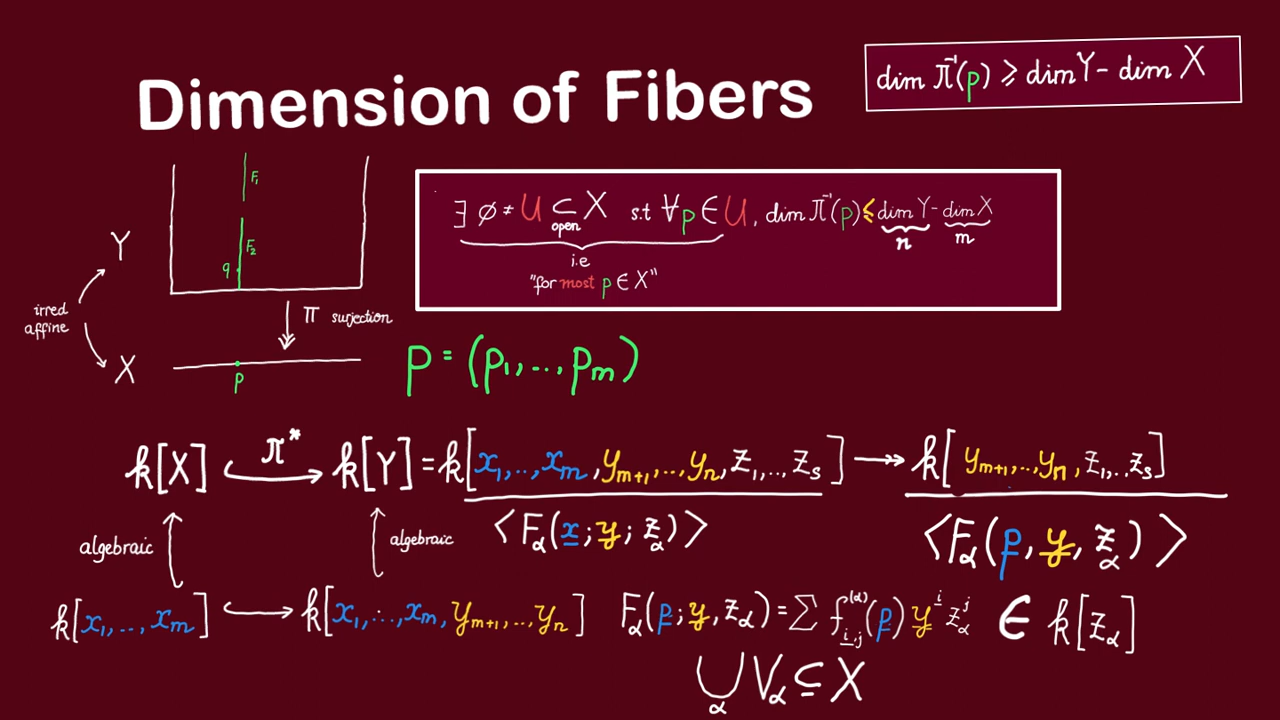 Dimension of Fibers
dim π⁻¹(p) ⩾ dim Y - dim X
F₁
F₂
q
Y
irred
affine
X
π surjection
p
∃ ∅ ≠ U ⊂ X s.t ∀ p ∈ U, dim π⁻¹(p) ⩽ dim Y - dim X
open
n
m
i.e
"for most p ∈ X"
p = (p₁, ..., pₘ)
k[X] ↪ k[Y] = k[x₁,..,xₘ,yₘ₊₁,..,yₙ,z₁,..,zₛ] ↠ k[yₘ₊₁,..,yₙ,z₁,..,zₛ]
π*
⟨F_α(x; y; z_α)⟩
⟨F_α(p, y, z_α)⟩
algebraic
algebraic
k[x₁,...,xₘ] ↪ k[x₁,...,xₘ,yₘ₊₁,...,yₙ]
F_α(p; y, z_α) = ∑ f_{i,j}^{(α)}(p) y^i z_α^j ∈ k[z_α]
⋃_α V_α ⊆ X